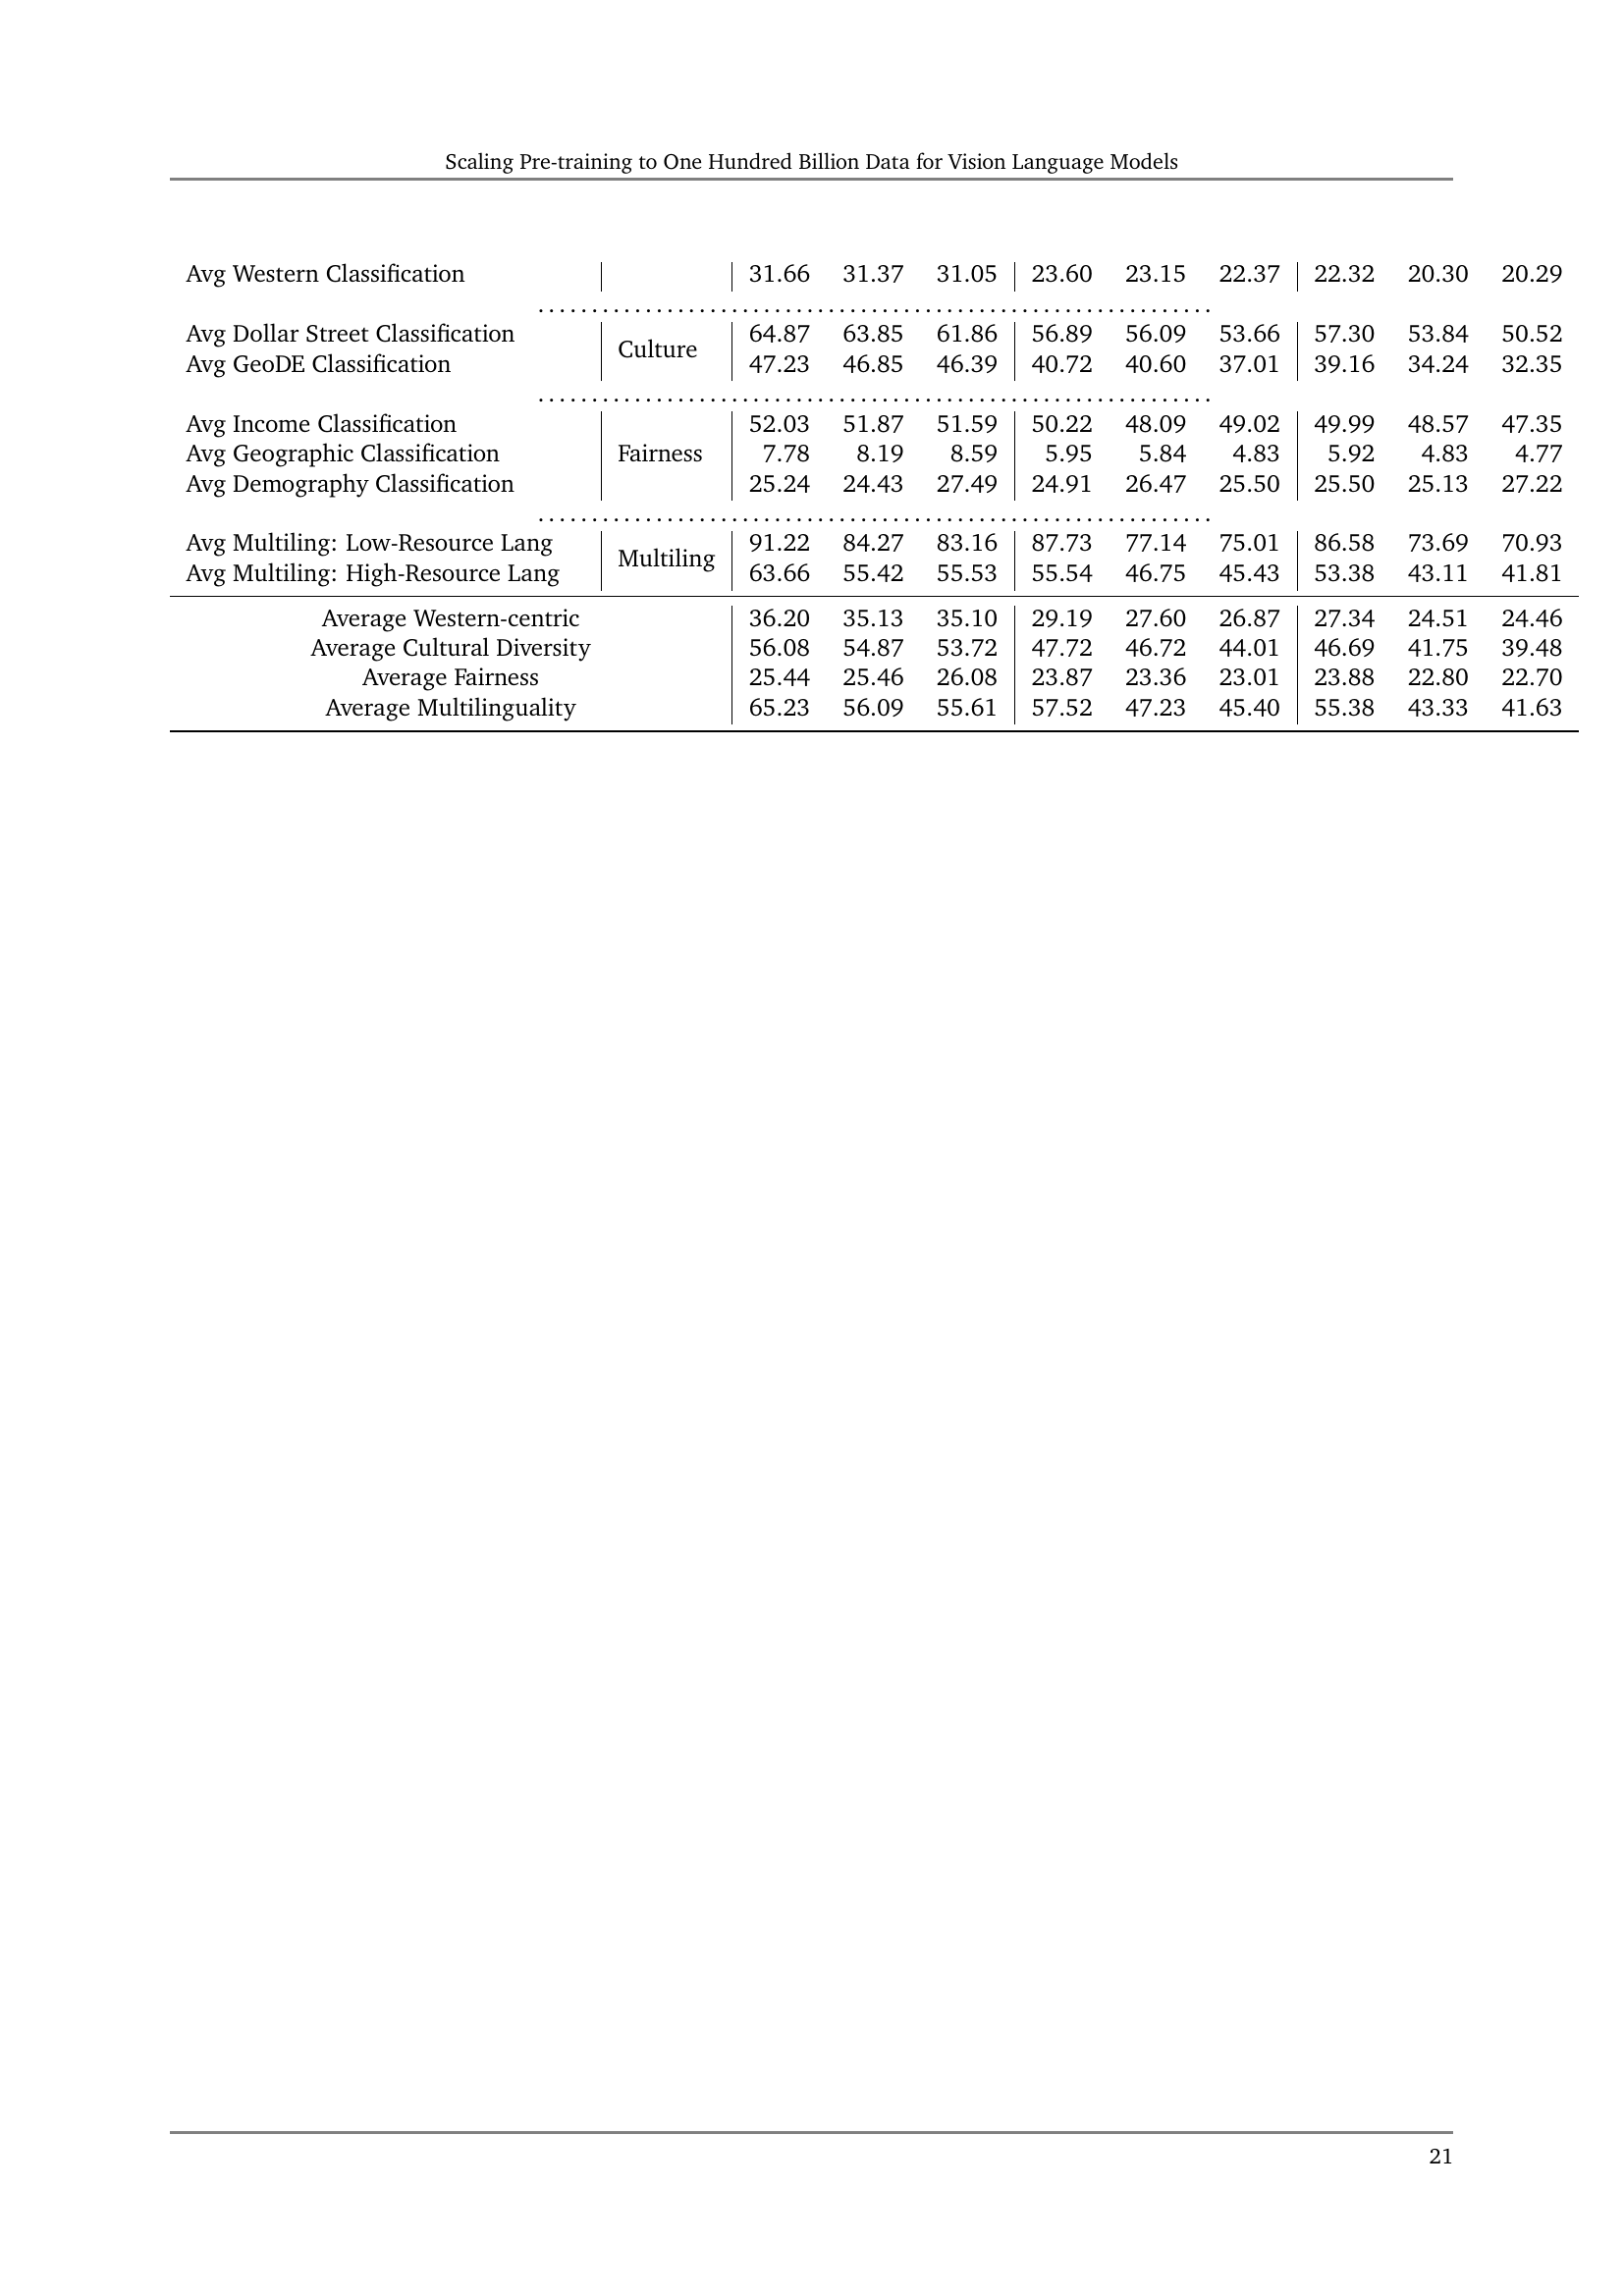 Scaling Pre-training to One Hundred Billion Data for Vision Language Models
Avg Western Classification 31.66 31.37 31.05 23.60 23.15 22.37 22.32 20.30 20.29
Avg Dollar Street Classification Culture 64.87 63.85 61.86 56.89 56.09 53.66 57.30 53.84 50.52
Avg GeoDE Classification 47.23 46.85 46.39 40.72 40.60 37.01 39.16 34.24 32.35
Avg Income Classification 52.03 51.87 51.59 50.22 48.09 49.02 49.99 48.57 47.35
Avg Geographic Classification Fairness 7.78 8.19 8.59 5.95 5.84 4.83 5.92 4.83 4.77
Avg Demography Classification 25.24 24.43 27.49 24.91 26.47 25.50 25.50 25.13 27.22
Avg Multiling: Low-Resource Lang Multiling 91.22 84.27 83.16 87.73 77.14 75.01 86.58 73.69 70.93
Avg Multiling: High-Resource Lang 63.66 55.42 55.53 55.54 46.75 45.43 53.38 43.11 41.81
Average Western-centric 36.20 35.13 35.10 29.19 27.60 26.87 27.34 24.51 24.46
Average Cultural Diversity 56.08 54.87 53.72 47.72 46.72 44.01 46.69 41.75 39.48
Average Fairness 25.44 25.46 26.08 23.87 23.36 23.01 23.88 22.80 22.70
Average Multilinguality 65.23 56.09 55.61 57.52 47.23 45.40 55.38 43.33 41.63
21